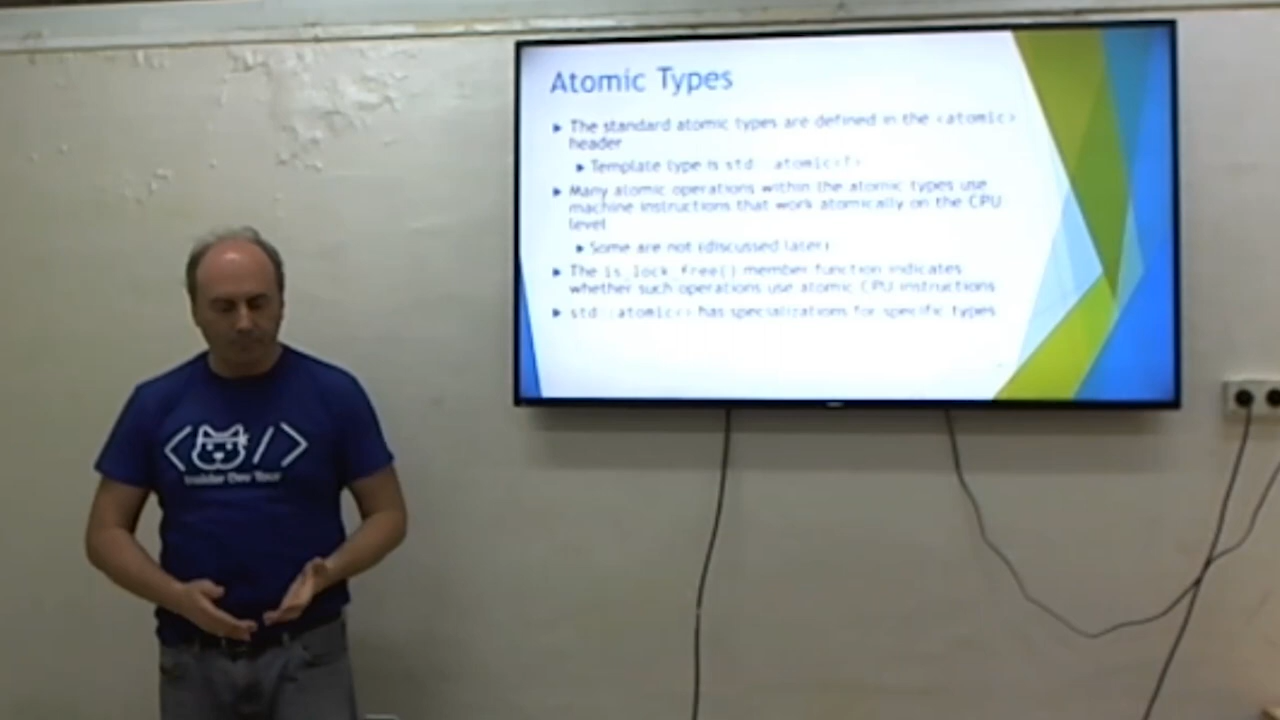 Atomic Types
The standard atomic types are defined in the <atomic>
header
Template type is std::atomic<T>
Many atomic operations within the atomic types use
machine instructions that work atomically on the CPU
level
Some are not (discussed later)
The is_lock_free() member function indicates
whether such operations use atomic CPU instructions
std::atomic<> has specializations for specific types
</>
Insider Dev Tour